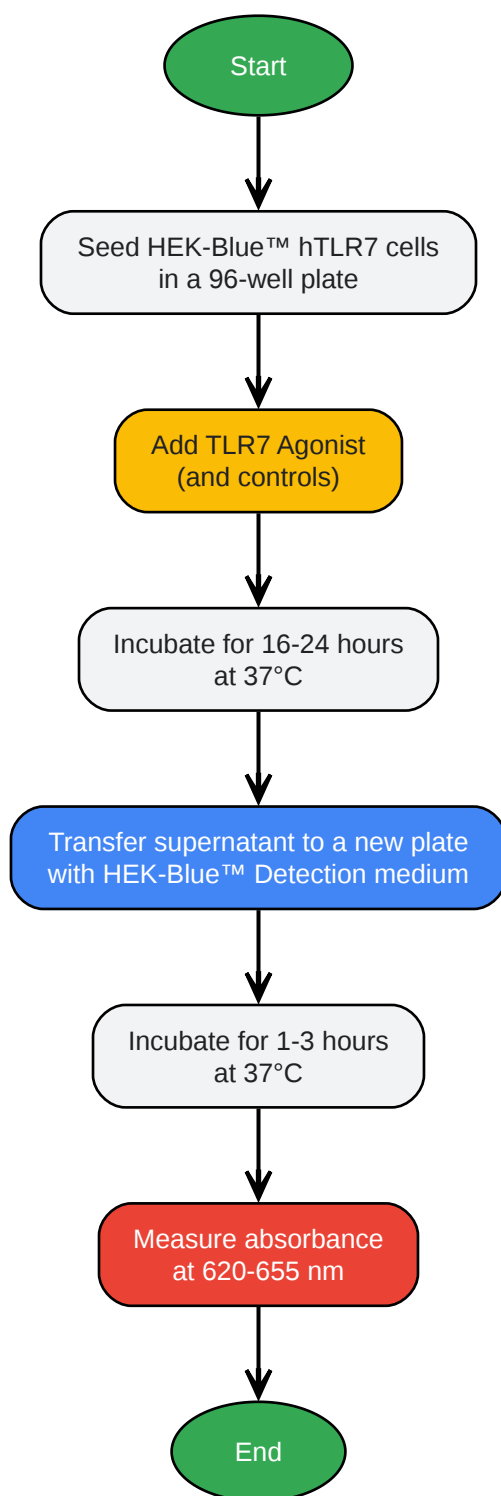 Start
Seed HEK-Blue™ hTLR7 cells
in a 96-well plate
Add TLR7 Agonist
(and controls)
Incubate for 16-24 hours
at 37°C
Transfer supernatant to a new plate
with HEK-Blue™ Detection medium
Incubate for 1-3 hours
at 37°C
Measure absorbance
at 620-655 nm
End